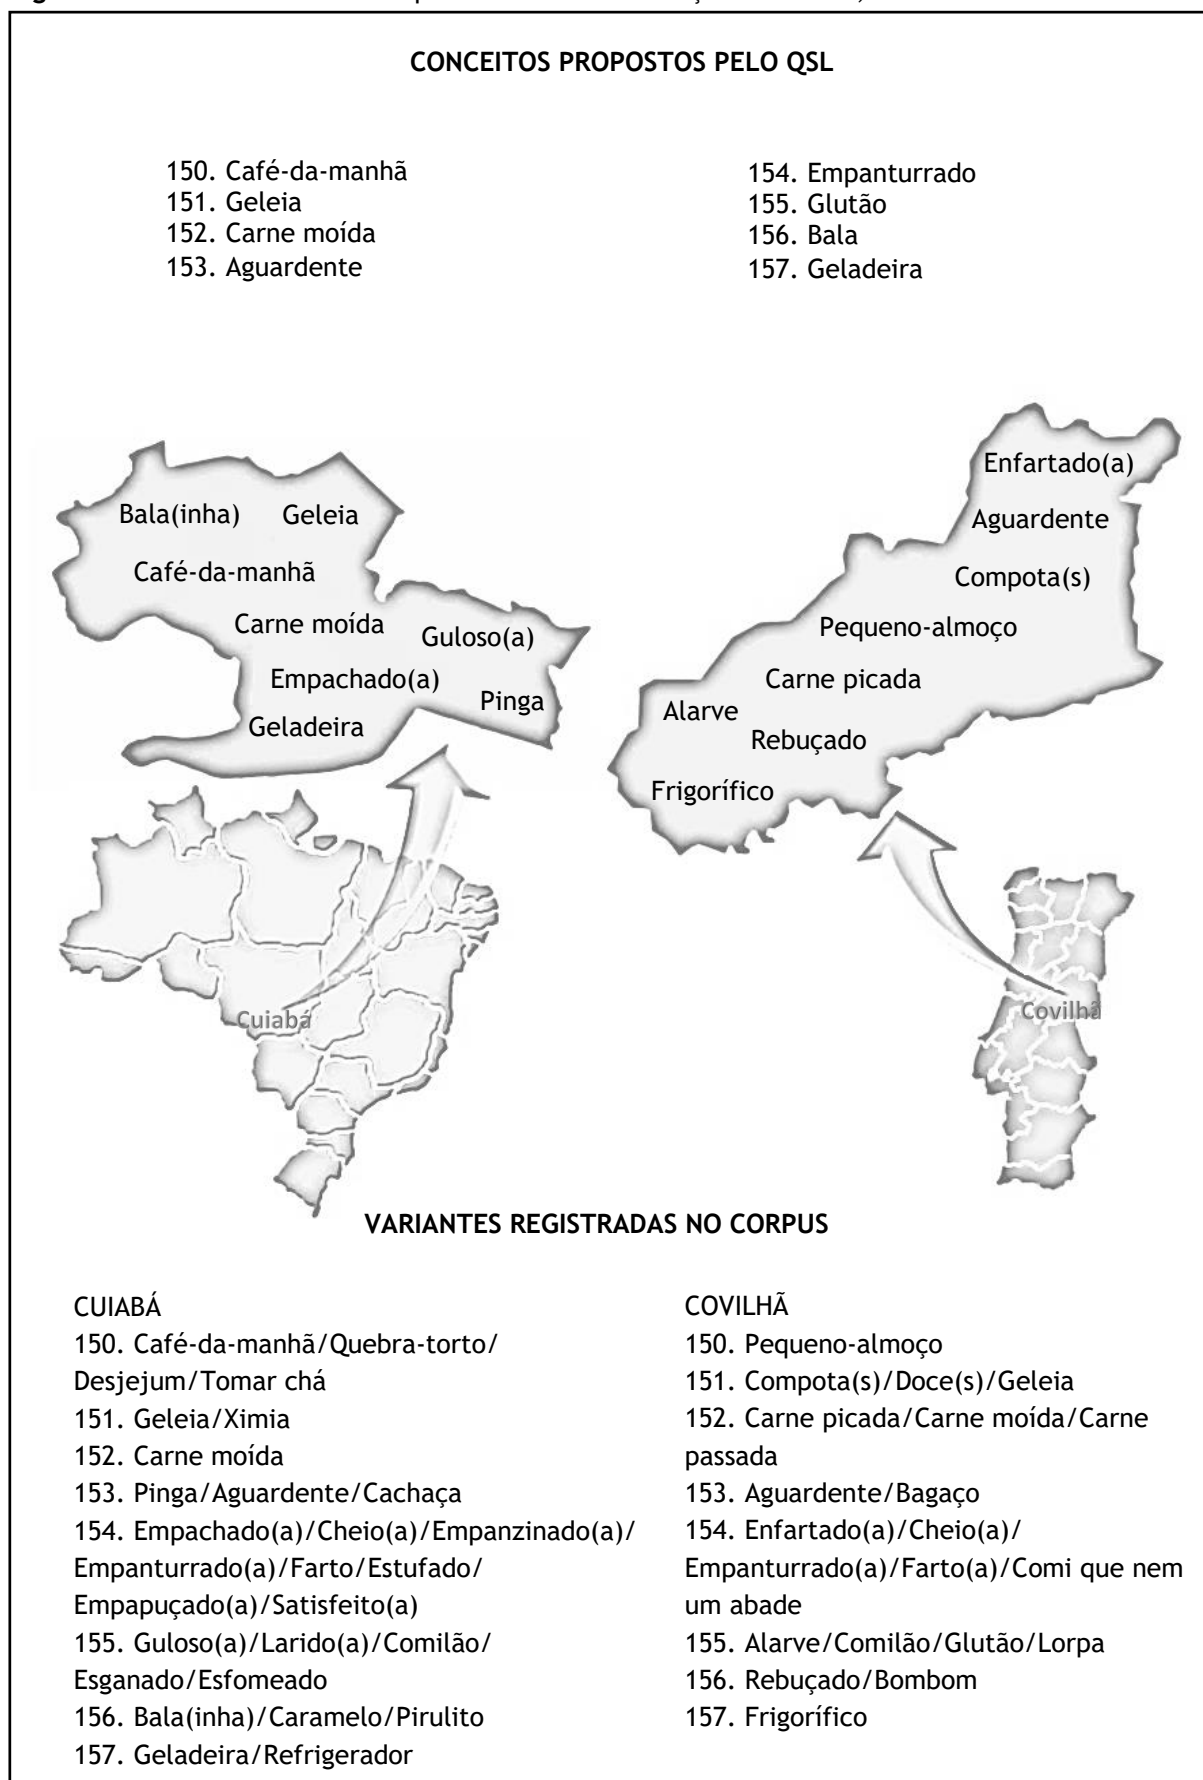 CONCEITOS PROPOSTOS PELO QSL
150. Café-da-manhã
151. Geleia
152. Carne moída
153. Aguardente
154. Empanturrado
155. Glutão
156. Bala
157. Geladeira
Bala(inha)
Geleia
Café-da-manhã
Carne moída
Guloso(a)
Empachado(a)
Pinga
Geladeira
Enfartado(a)
Aguardente
Compota(s)
Pequeno-almoço
Carne picada
Alarve
Rebuçado
Frigorífico
Cuiabá
Covilhã
VARIANTES REGISTRADAS NO CORPUS
CUIABÁ
150. Café-da-manhã/Quebra-torto/
Desjejum/Tomar chá
151. Geleia/Ximia
152. Carne moída
153. Pinga/Aguardente/Cachaça
154. Empachado(a)/Cheio(a)/Empanzinado(a)/
Empanturrado(a)/Farto/Estufado/
Empapuçado(a)/Satisfeito(a)
155. Guloso(a)/Larido(a)/Comilão/
Esganado/Esfomeado
156. Bala(inha)/Caramelo/Pirulito
157. Geladeira/Refrigerador
COVILHÃ
150. Pequeno-almoço
151. Compota(s)/Doce(s)/Geleia
152. Carne picada/Carne moída/Carne
passada
153. Aguardente/Bagaço
154. Enfartado(a)/Cheio(a)/
Empanturrado(a)/Farto(a)/Comi que nem
um abade
155. Alarve/Comilão/Glutão/Lorpa
156. Rebuçado/Bombom
157. Frigorífico